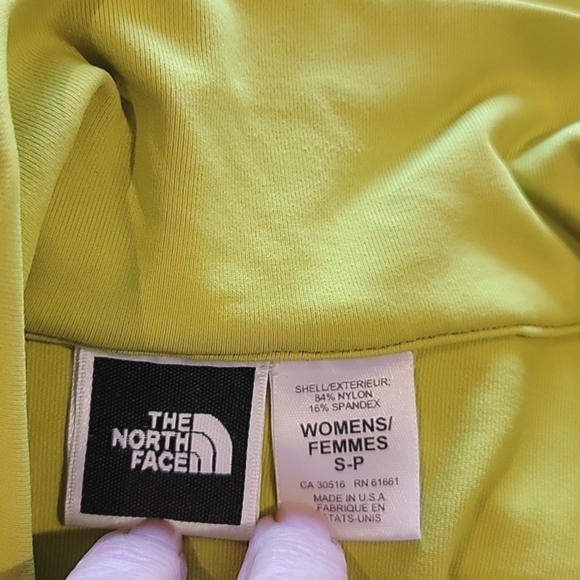 THE
NORTH
FACE
SHELL/EXTERIEUR:
84% NYLON
16% SPANDEX
WOMENS/
FEMMES
S-P
CA 30516 RN 61661
MADE IN U.S.A.
FABRIQUE EN
TATS-UNIS